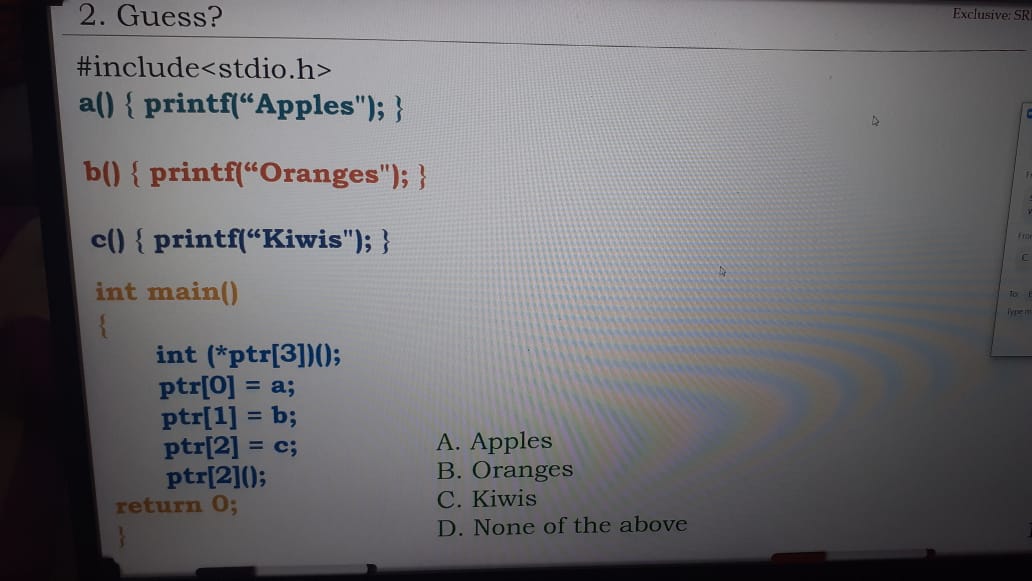 2. Guess?
Exclusive: SR
#include<stdio.h>
a() { printf(“Apples"); }
b() { printf(“Oranges"); }
c() { printf(“Kiwis"); }
int main()
{
int (*ptr[3])();
ptr[0] = a;
ptr[1] = b;
ptr[2] = c;
ptr[2]();
return 0;
}
A. Apples
B. Oranges
C. Kiwis
D. None of the above